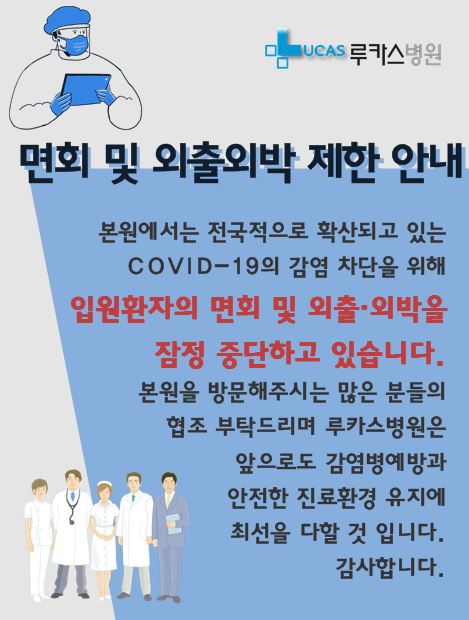 LUCAS 루카스병원
면회 및 외출외박 제한 안내
본원에서는 전국적으로 확산되고 있는
COVID-19의 감염 차단을 위해
입원환자의 면회 및 외출·외박을
잠정 중단하고 있습니다.
본원을 방문해주시는 많은 분들의
협조 부탁드리며 루카스병원은
앞으로도 감염병예방과
안전한 진료환경 유지에
최선을 다할 것 입니다.
감사합니다.